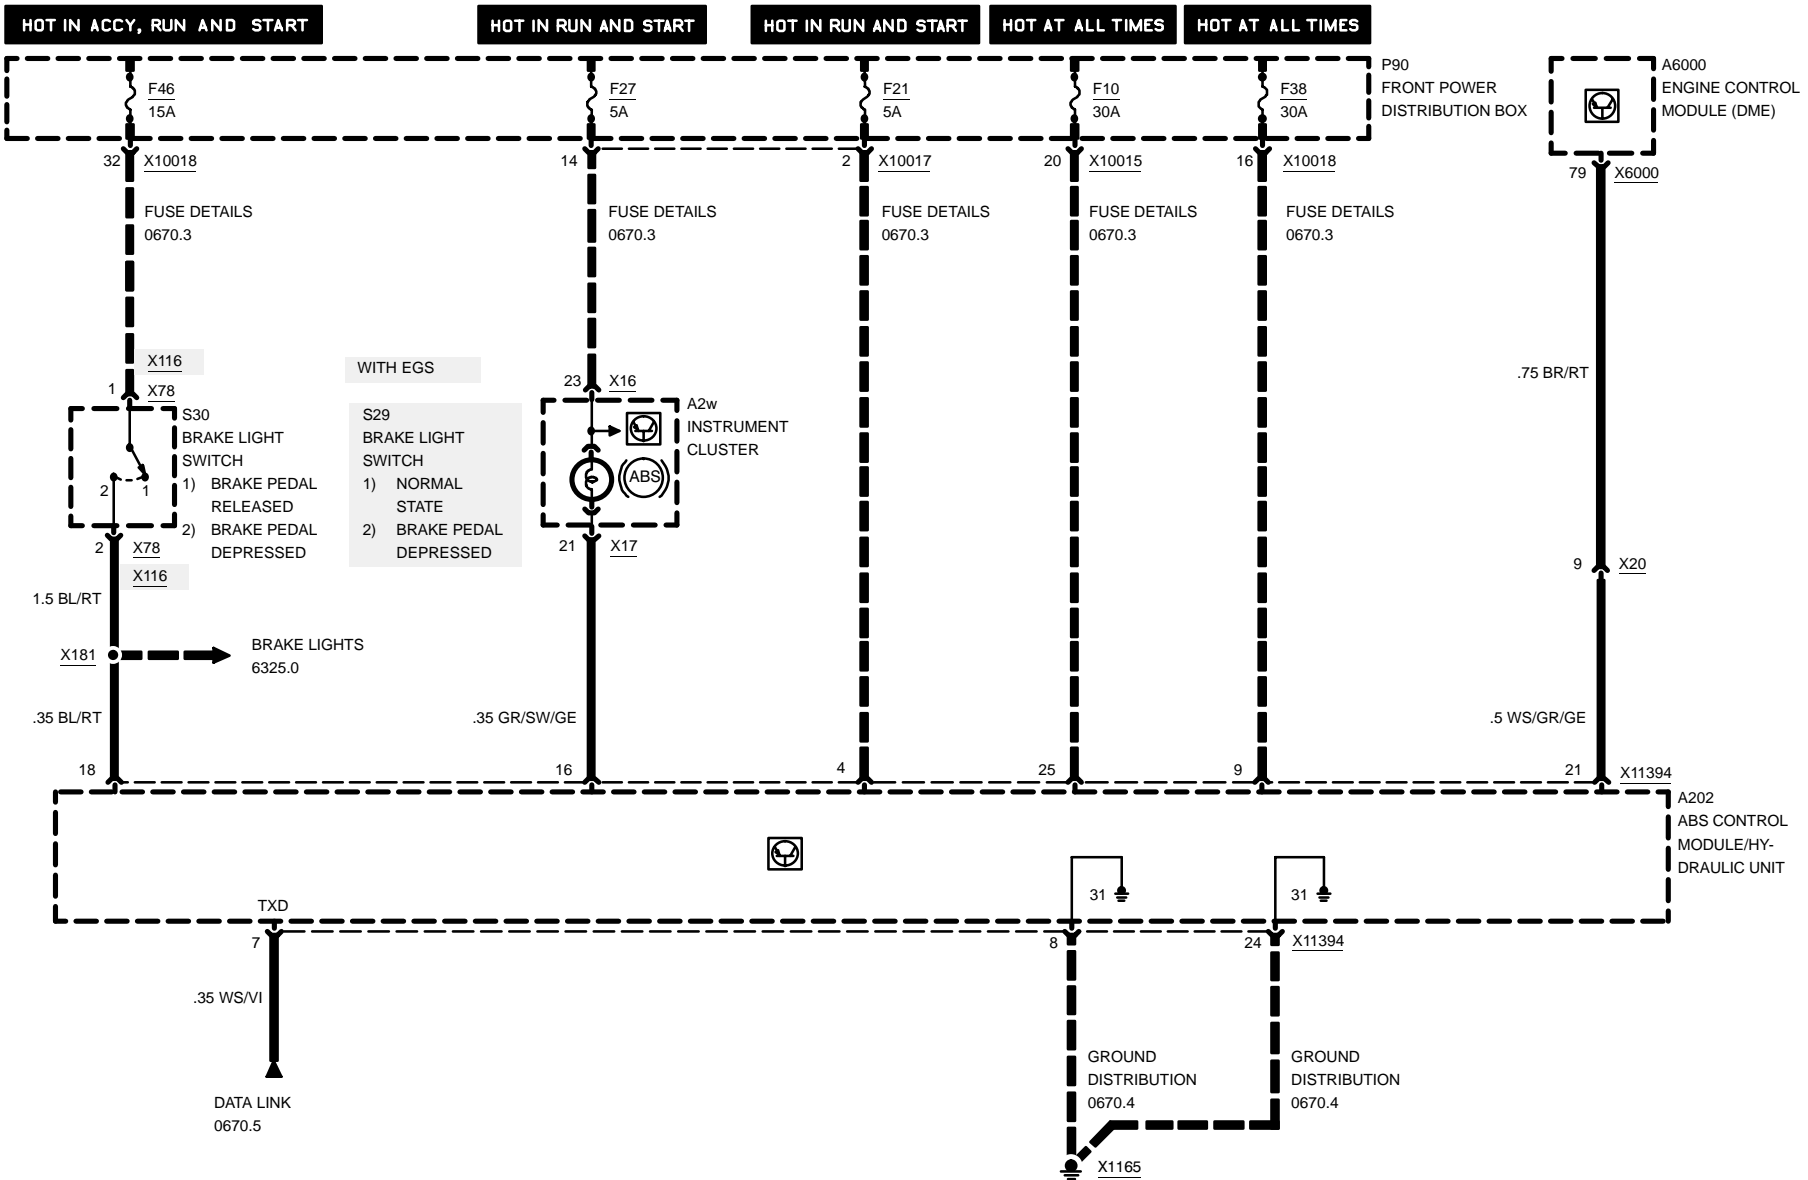 HOT IN ACCY, RUN AND START
HOT IN RUN AND START
HOT IN RUN AND START
HOT AT ALL TIMES
HOT AT ALL TIMES
F46
15A
F27
5A
F21
5A
F10
30A
F38
30A
P90
FRONT POWER
DISTRIBUTION BOX
A6000
ENGINE CONTROL
MODULE (DME)
32 X10018
14
2 X10017
20 X10015
16 X10018
79 X6000
FUSE DETAILS
0670.3
FUSE DETAILS
0670.3
FUSE DETAILS
0670.3
FUSE DETAILS
0670.3
FUSE DETAILS
0670.3
X116
1 X78
S30
BRAKE LIGHT
SWITCH
1) BRAKE PEDAL
RELEASED
2) BRAKE PEDAL
DEPRESSED
2 1
2 X78
X116
WITH EGS
S29
BRAKE LIGHT
SWITCH
1) NORMAL
STATE
2) BRAKE PEDAL
DEPRESSED
23 X16
A2w
INSTRUMENT
CLUSTER
ABS
21 X17
.75 BR/RT
9 X20
1.5 BL/RT
X181
BRAKE LIGHTS
6325.0
.35 BL/RT
.35 GR/SW/GE
.5 WS/GR/GE
18
16
4
25
9
21 X11394
A202
ABS CONTROL
MODULE/HY-
DRAULIC UNIT
31
31
TXD
7
8
24 X11394
.35 WS/VI
DATA LINK
0670.5
GROUND
DISTRIBUTION
0670.4
GROUND
DISTRIBUTION
0670.4
X1165